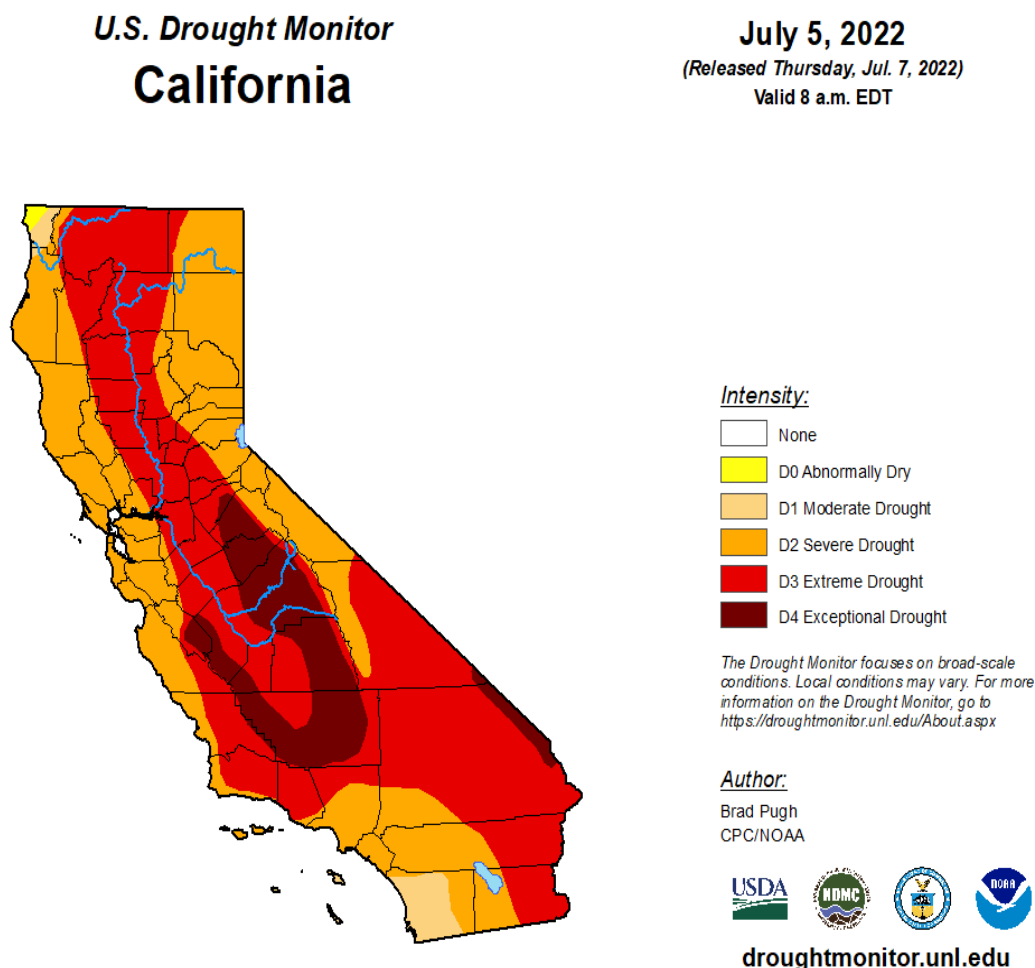 U.S. Drought Monitor
California
July 5, 2022
(Released Thursday, Jul. 7, 2022)
Valid 8 a.m. EDT
Intensity:
None
D0 Abnormally Dry
D1 Moderate Drought
D2 Severe Drought
D3 Extreme Drought
D4 Exceptional Drought
The Drought Monitor focuses on broad-scale
conditions. Local conditions may vary. For more
information on the Drought Monitor, go to
https://droughtmonitor.unl.edu/About.aspx
Author:
Brad Pugh
CPC/NOAA
USDA
NDMC
NOAA
droughtmonitor.unl.edu